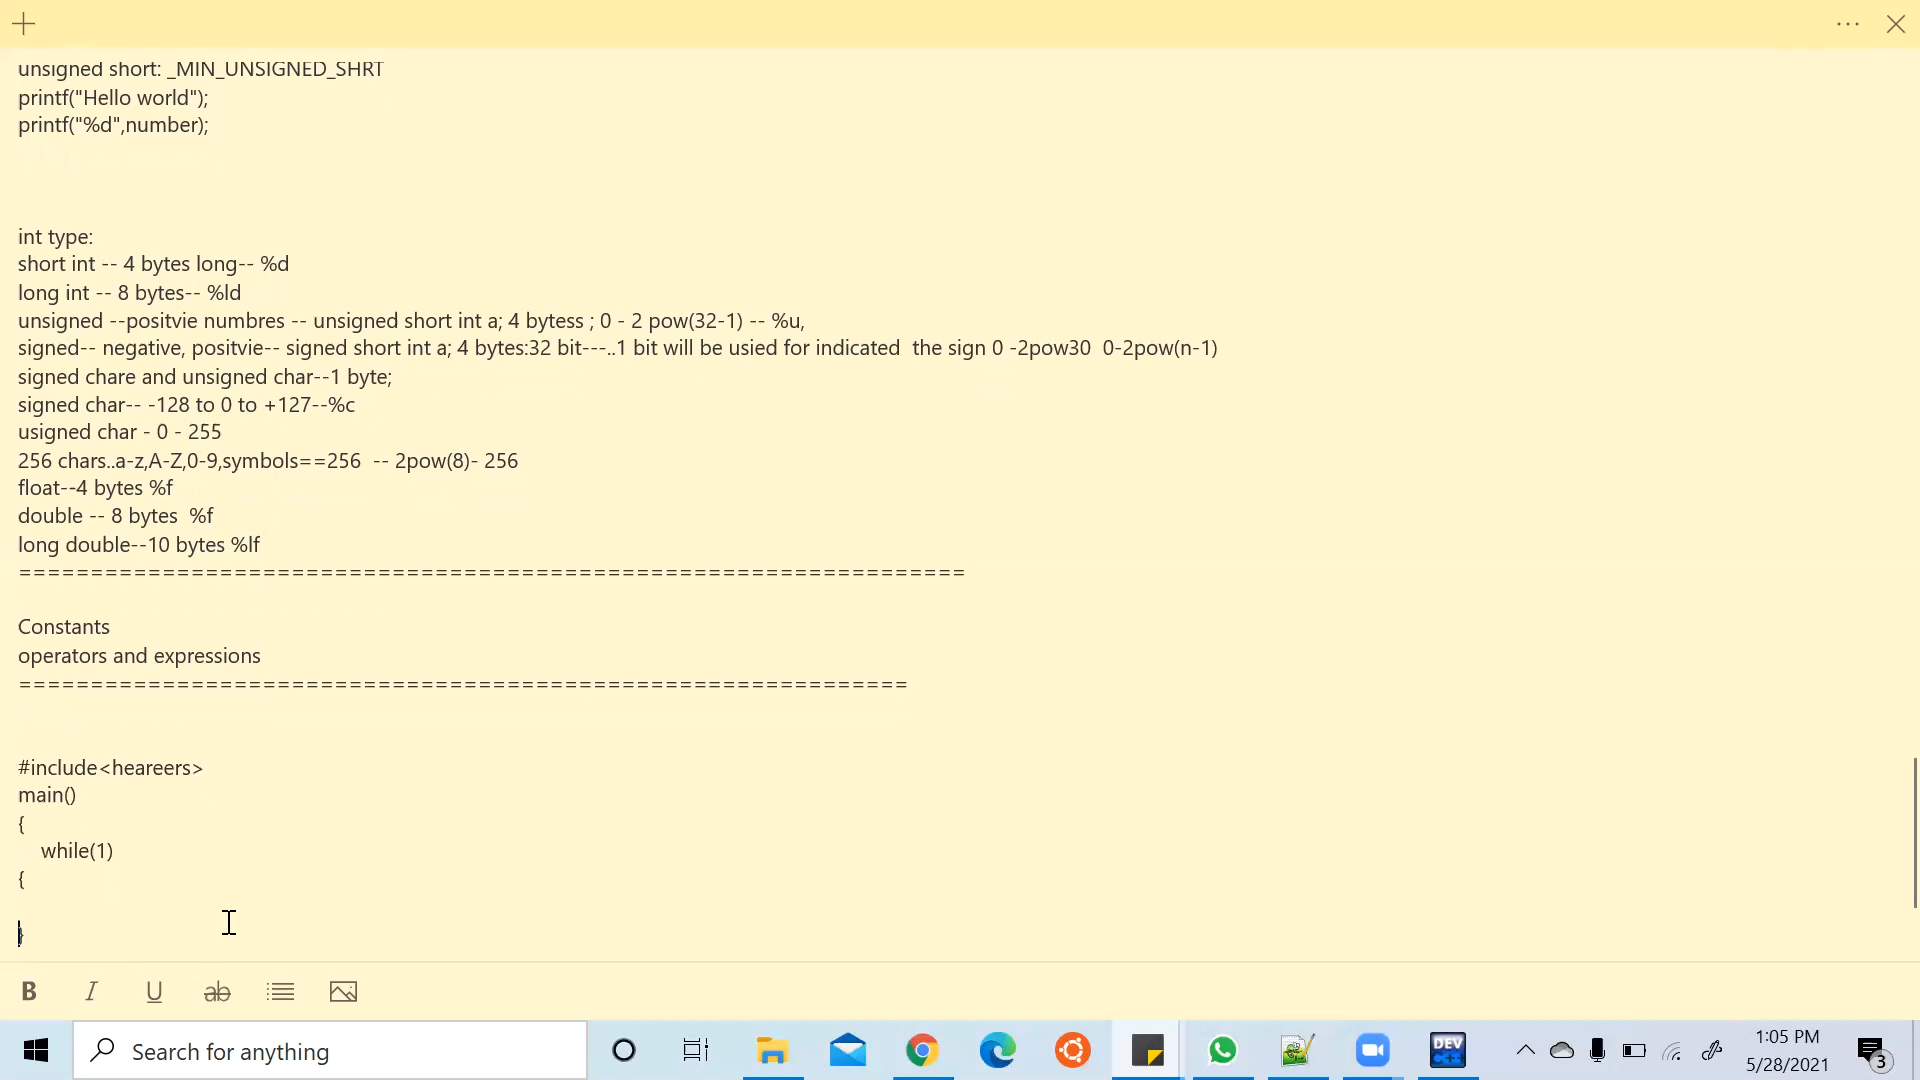 unsigned short: _MIN_UNSIGNED_SHRT
printf("Hello world");
printf("%d",number);
int type:
short int -- 4 bytes long-- %d
long int -- 8 bytes-- %ld
unsigned --positvie numbres -- unsigned short int a; 4 bytess ; 0 - 2 pow(32-1) -- %u,
signed-- negative, positvie-- signed short int a; 4 bytes:32 bit---..1 bit will be usied for indicated  the sign 0 -2pow30  0-2pow(n-1)
signed chare and unsigned char--1 byte;
signed char-- -128 to 0 to +127--%c
usigned char - 0 - 255
256 chars..a-z,A-Z,0-9,symbols==256  -- 2pow(8)- 256
float--4 bytes %f
double -- 8 bytes  %f
long double--10 bytes %lf
==================================================================
Constants
operators and expressions
==============================================================
#include<heareers>
main()
{
    while(1)
{
}
B I U ab
Search for anything
DEV C++
1:05 PM
5/28/2021
3